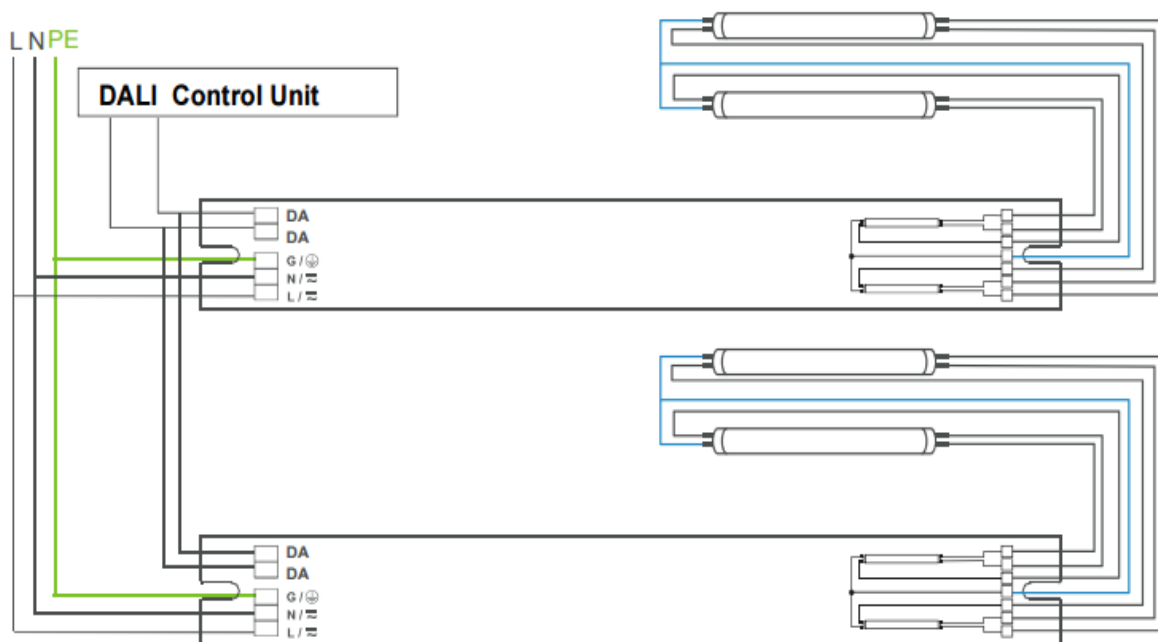 L N PE
DALI Control Unit
DA
DA
G / ⏚
N / ≂
L / ≂
DA
DA
G / ⏚
N / ≂
L / ≂